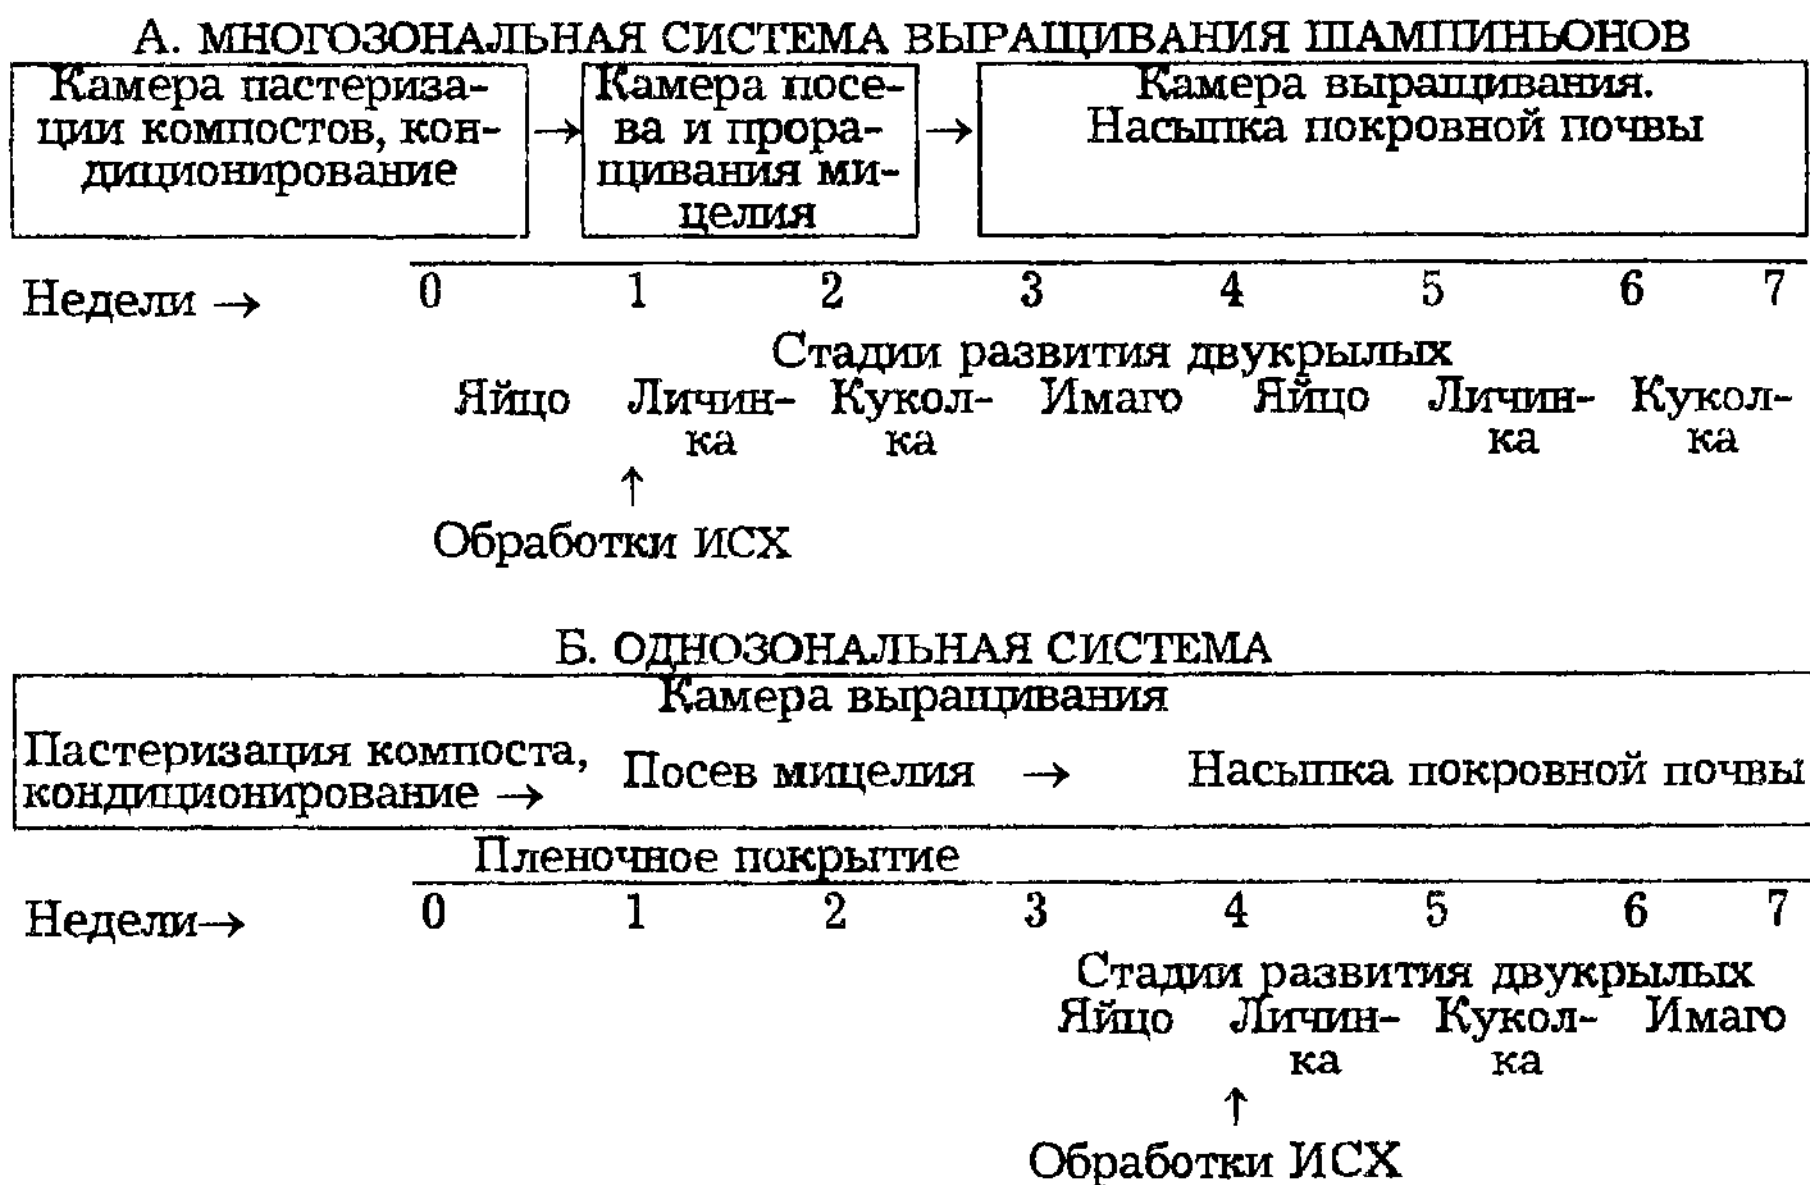 А. МНОГОЗОНАЛЬНАЯ СИСТЕМА ВЫРАЩИВАНИЯ ШАМПИНЬОНОВ
Камера пастериза-
ции компостов, кон-
диционирование
→
Камера посе-
ва и прора-
щивания ми-
целия
→
Камера выращивания.
Насыпка покровной почвы
Недели → 0 1 2 3 4 5 6 7
Стадии развития двукрылых
Яйцо Личин- Кукол- Имаго Яйцо Личин- Кукол-
ка ка ка ка
↑
Обработки ИСХ
Б. ОДНОЗОНАЛЬНАЯ СИСТЕМА
Камера выращивания
Пастеризация компоста,
кондиционирование →
Посев мицелия → Насыпка покровной почвы
Пленочное покрытие
Недели→ 0 1 2 3 4 5 6 7
Стадии развития двукрылых
Яйцо Личин- Кукол- Имаго
ка ка
↑
Обработки ИСХ